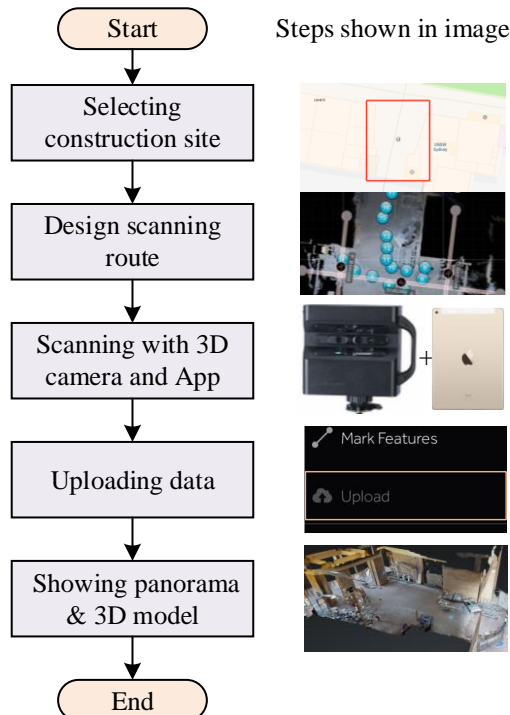 Start
Steps shown in image
Selecting
construction site
Design scanning
route
Scanning with 3D
camera and App
+
Mark Features
Uploading data
Upload
Showing panorama
& 3D model
End